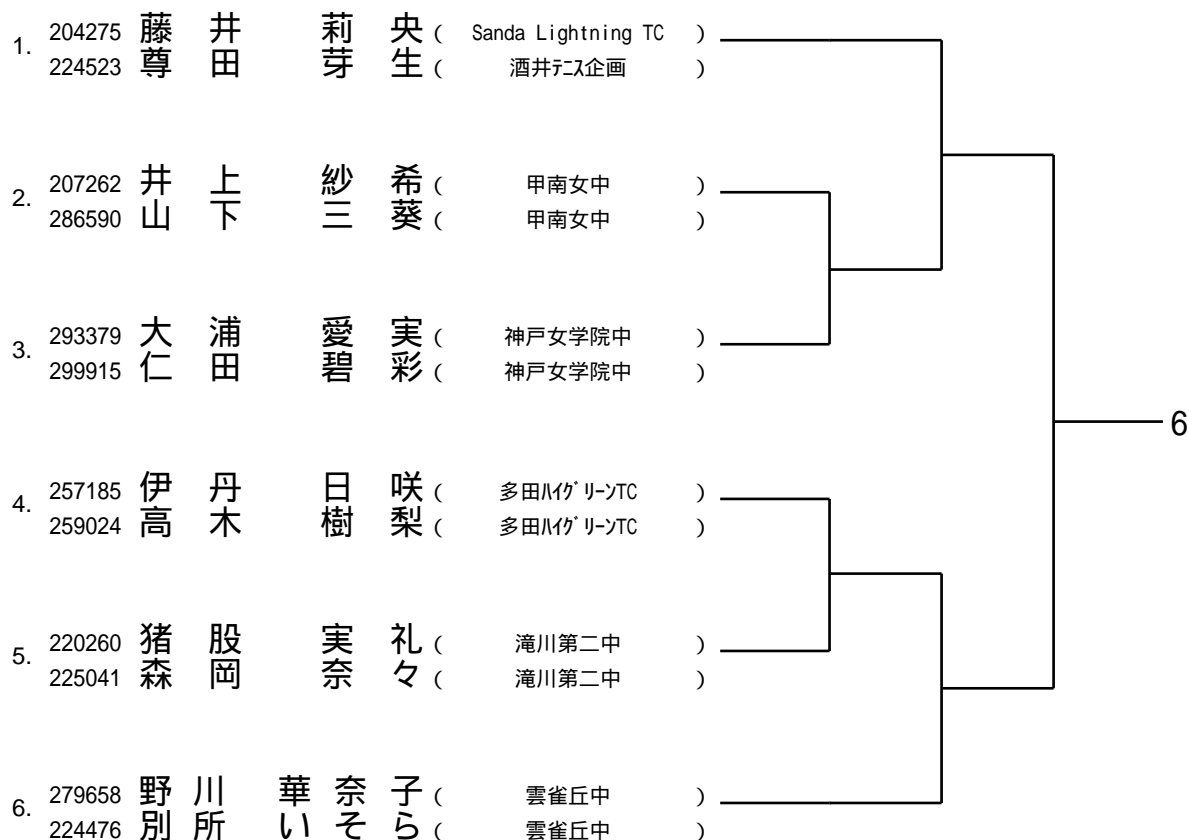 1. 204275 藤井 莉央 ( Sanda Lightning TC )
224523 尊田 芽生 ( 酒井テニス企画 )
2. 207262 井上 紗希 ( 甲南女中 )
286590 山下 三葵 ( 甲南女中 )
3. 293379 大浦 愛実 ( 神戸女学院中 )
299915 仁田 碧彩 ( 神戸女学院中 )
6
4. 257185 伊丹 日咲 ( 多田ハイグリーンTC )
259024 高木 樹梨 ( 多田ハイグリーンTC )
5. 220260 猪股 実礼 ( 滝川第二中 )
225041 森岡 奈々 ( 滝川第二中 )
6. 279658 野川 華奈子 ( 雲雀丘中 )
224476 別所 いそら ( 雲雀丘中 )